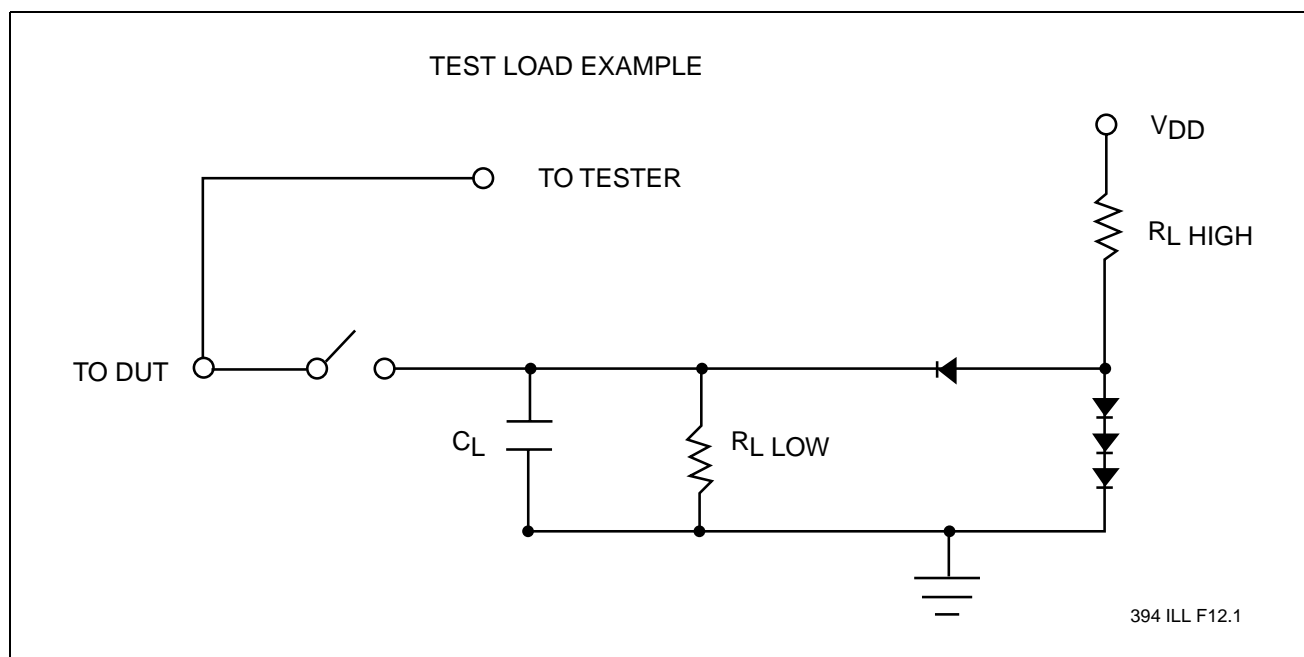 TEST LOAD EXAMPLE
VDD
TO TESTER
RL HIGH
TO DUT
CL
RL LOW
394 ILL F12.1